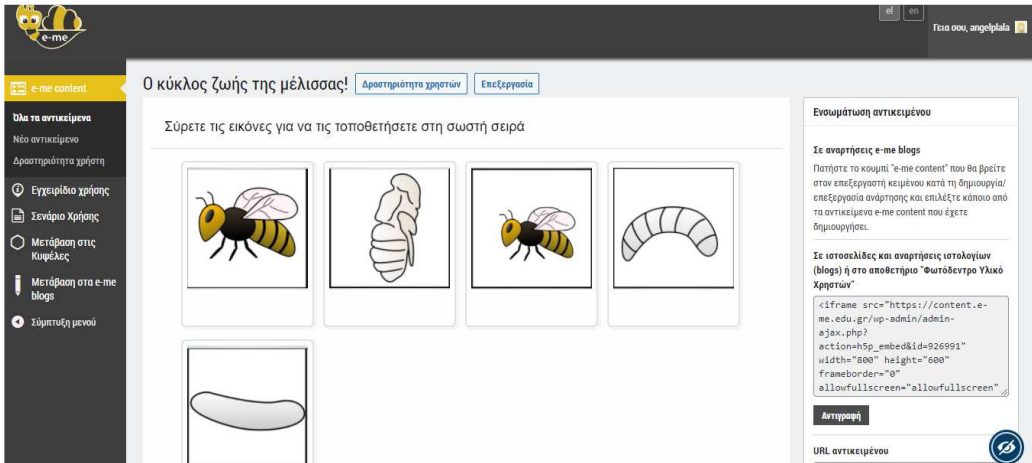 e-me
el en
Γεια σου, angelplala
e-me content
Όλα τα αντικείμενα
Νέο αντικείμενο
Δραστηριότητα χρήστη
Εγχειρίδιο χρήσης
Σενάριο Χρήσης
Μετάβαση στις
Κυψέλες
Μετάβαση στα e-me
blogs
Σύμπτυξη μενού
Ο κύκλος ζωής της μέλισσας! Δραστηριότητα χρηστών Επεξεργασία
Σύρετε τις εικόνες για να τις τοποθετήσετε στη σωστή σειρά
Ενσωμάτωση αντικειμένου
Σε αναρτήσεις e-me blogs
Πατήστε το κουμπί "e-me content" που θα βρείτε
στον επεξεργαστή κειμένου κατά τη δημιουργία/
επεξεργασία ανάρτησης και επιλέξτε κάποιο από
τα αντικείμενα e-me content που έχετε
δημιουργήσει.
Σε ιστοσελίδες και αναρτήσεις ιστολογίων
(blogs) ή στο αποθετήριο "Φωτόδεντρο Υλικό
Χρηστών"
<iframe src="https://content.e-
me.edu.gr/wp-admin/admin-
ajax.php?
action=h5p_embed&id=926991"
width="800" height="600"
frameborder="0"
allowfullscreen="allowfullscreen"
Αντιγραφή
URL αντικειμένου